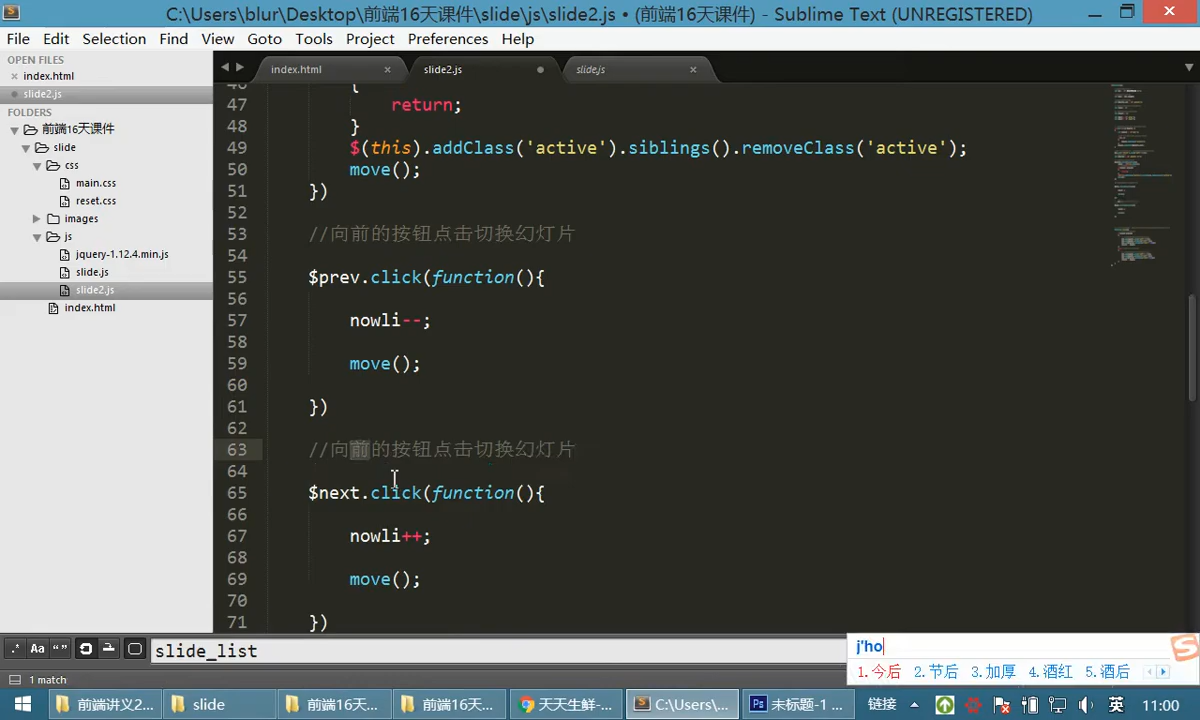 C:\Users\blur\Desktop\前端16天课件\slide\js\slide2.js • (前端16天课件) - Sublime Text (UNREGISTERED)
File Edit Selection Find View Goto Tools Project Preferences Help
OPEN FILES
index.html
slide2.js
FOLDERS
前端16天课件
slide
css
main.css
reset.css
images
js
jquery-1.12.4.min.js
slide.js
slide2.js
index.html
index.html slide2.js slide.js
46 {
47 return;
48 }
49 $(this).addClass('active').siblings().removeClass('active');
50 move();
51 })
52
53 //向前的按钮点击切换幻灯片
54
55 $prev.click(function(){
56
57 nowli--;
58
59 move();
60
61 })
62
63 //向前的按钮点击切换幻灯片
64
65 $next.click(function(){
66
67 nowli++;
68
69 move();
70
71 })
.* Aa “” slide_list
j'ho
1.今后 2.节后 3.加厚 4.酒红 5.酒后
1 match
前端讲义2... slide 前端16天... 前端16天... 天天生鲜-... C:\Users\... 未标题-1 ... 链接 英 11:00